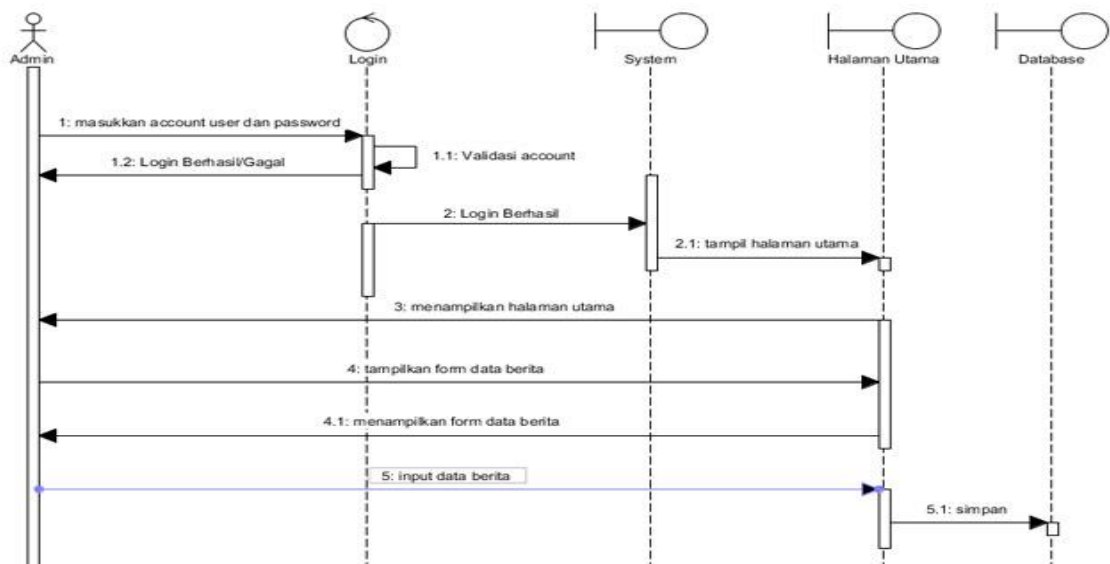 Admin
Login
System
Halaman Utama
Database
1: masukkan account user dan password
1.1: Validasi account
1.2: Login Berhasil/Gagal
2: Login Berhasil
2.1: tampil halaman utama
3: menampilkan halaman utama
4: tampilkan form data berita
4.1: menampilkan form data berita
5: input data berita
5.1: simpan